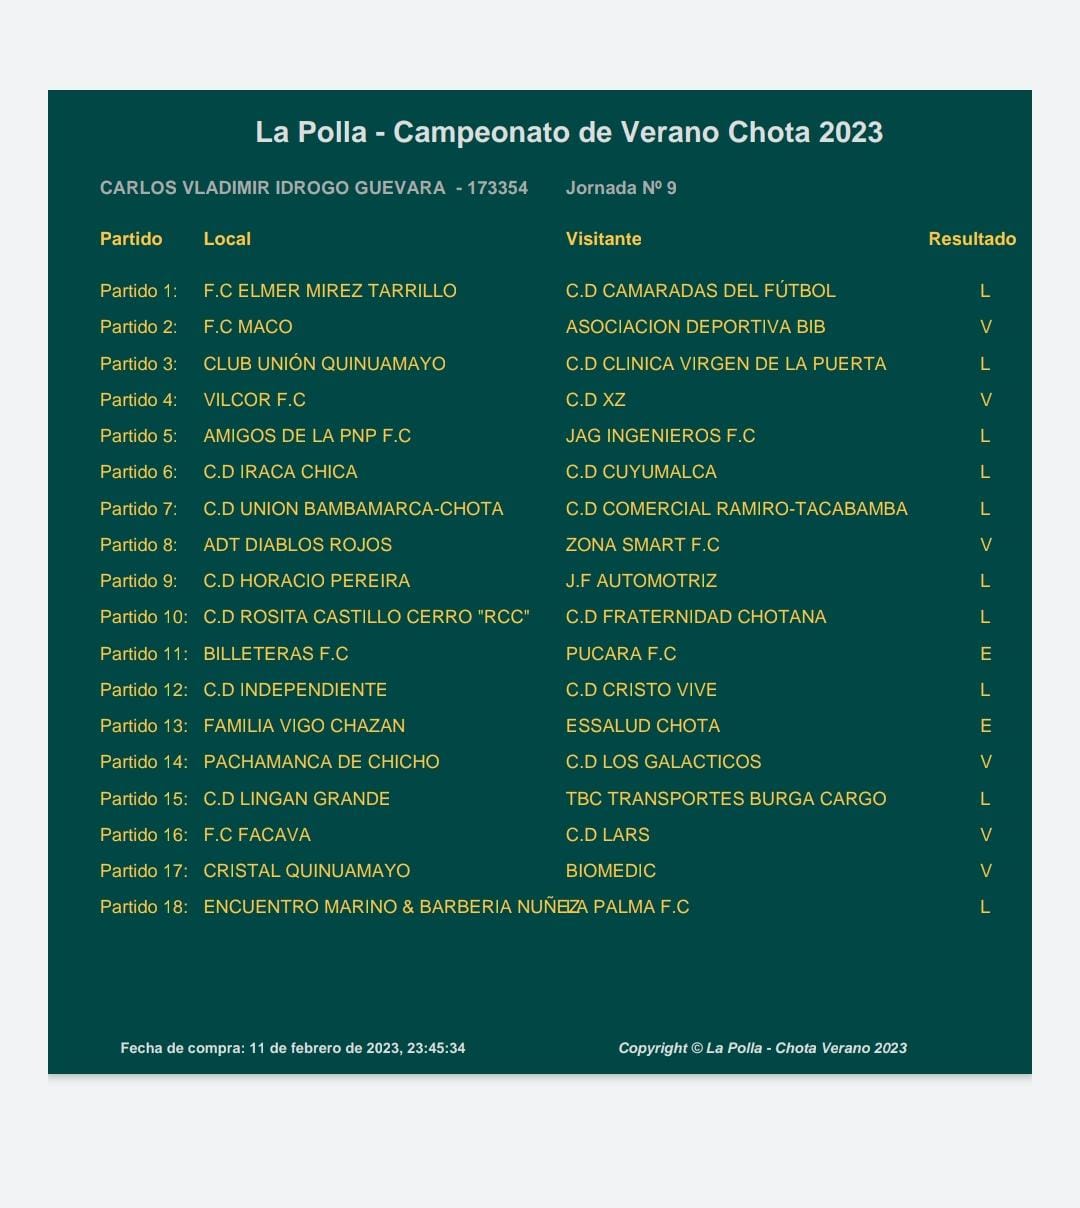 La Polla - Campeonato de Verano Chota 2023
CARLOS VLADIMIR IDROGO GUEVARA - 173354 Jornada Nº 9
Partido Local Visitante Resultado
Partido 1: F.C ELMER MIREZ TARRILLO C.D CAMARADAS DEL FÚTBOL L
Partido 2: F.C MACO ASOCIACION DEPORTIVA BIB V
Partido 3: CLUB UNIÓN QUINUAMAYO C.D CLINICA VIRGEN DE LA PUERTA L
Partido 4: VILCOR F.C C.D XZ V
Partido 5: AMIGOS DE LA PNP F.C JAG INGENIEROS F.C L
Partido 6: C.D IRACA CHICA C.D CUYUMALCA L
Partido 7: C.D UNION BAMBAMARCA-CHOTA C.D COMERCIAL RAMIRO-TACABAMBA L
Partido 8: ADT DIABLOS ROJOS ZONA SMART F.C V
Partido 9: C.D HORACIO PEREIRA J.F AUTOMOTRIZ L
Partido 10: C.D ROSITA CASTILLO CERRO "RCC" C.D FRATERNIDAD CHOTANA L
Partido 11: BILLETERAS F.C PUCARA F.C E
Partido 12: C.D INDEPENDIENTE C.D CRISTO VIVE L
Partido 13: FAMILIA VIGO CHAZAN ESSALUD CHOTA E
Partido 14: PACHAMANCA DE CHICHO C.D LOS GALACTICOS V
Partido 15: C.D LINGAN GRANDE TBC TRANSPORTES BURGA CARGO L
Partido 16: F.C FACAVA C.D LARS V
Partido 17: CRISTAL QUINUAMAYO BIOMEDIC V
Partido 18: ENCUENTRO MARINO & BARBERIA NUÑEZ LA PALMA F.C L
Fecha de compra: 11 de febrero de 2023, 23:45:34 Copyright © La Polla - Chota Verano 2023